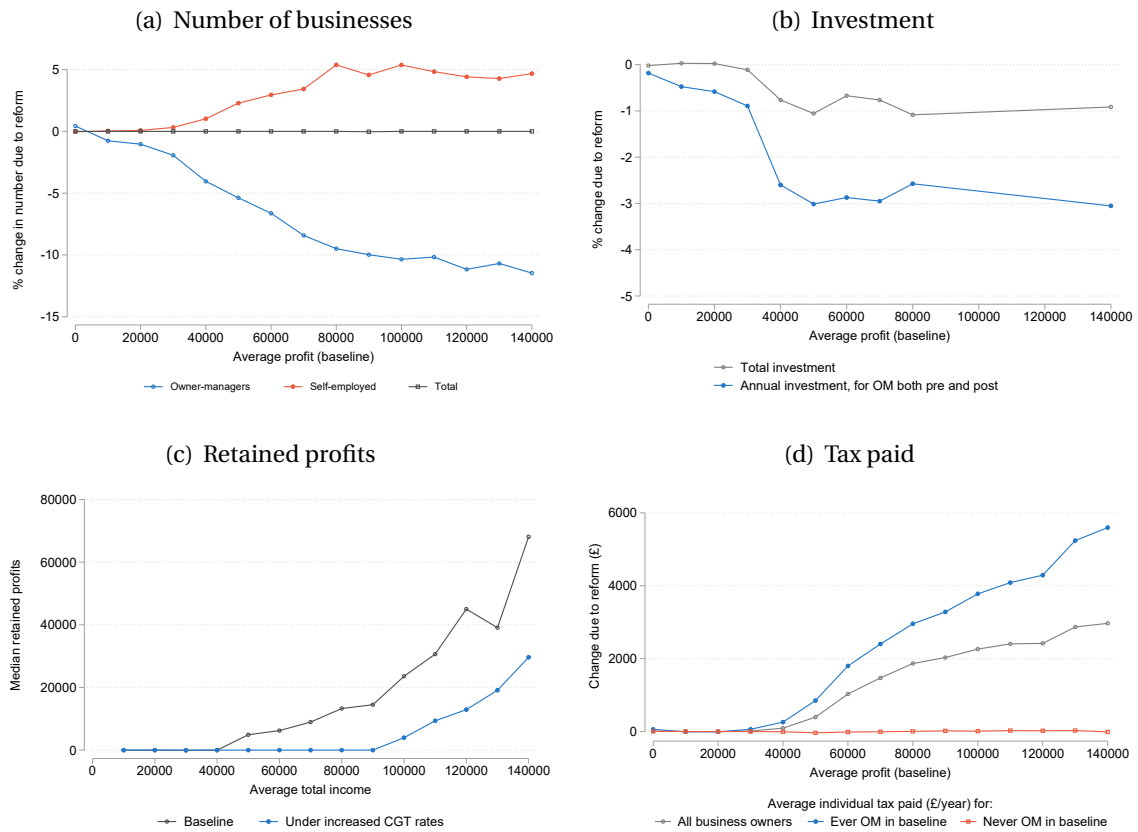 (a) Number of businesses
% change in number due to reform
5
0
-5
-10
-15
0 20000 40000 60000 80000 100000 120000 140000
Average profit (baseline)
Owner-managers Self-employed Total
(b) Investment
% change due to reform
0
-1
-2
-3
-4
-5
0 20000 40000 60000 80000 100000 120000 140000
Average profit (baseline)
Total investment
Annual investment, for OM both pre and post
(c) Retained profits
Median retained profits
80000
60000
40000
20000
0
0 20000 40000 60000 80000 100000 120000 140000
Average total income
Baseline Under increased CGT rates
(d) Tax paid
Change due to reform (£)
6000
4000
2000
0
0 20000 40000 60000 80000 100000 120000 140000
Average profit (baseline)
Average individual tax paid (£/year) for:
All business owners Ever OM in baseline Never OM in baseline